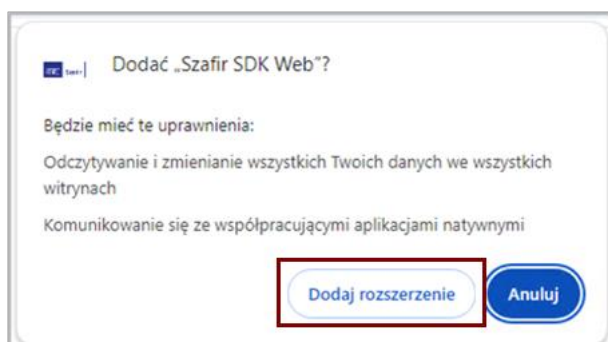 Dodać „Szafir SDK Web"?
Będzie mieć te uprawnienia:
Odczytywanie i zmienianie wszystkich Twoich danych we wszystkich
witrynach
Komunikowanie się ze współpracującymi aplikacjami natywnymi
Dodaj rozszerzenie Anuluj